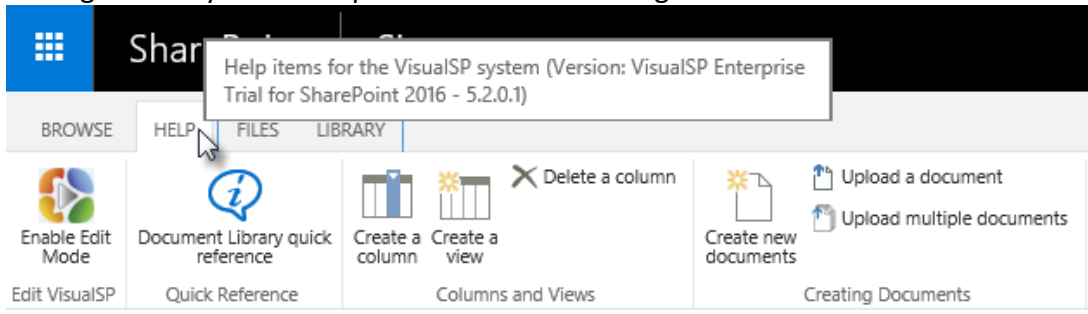 Shar
Help items for the VisualSP system (Version: VisualSP Enterprise
Trial for SharePoint 2016 - 5.2.0.1)
BROWSE HELP FILES LIBRARY
Enable Edit
Mode
Document Library quick
reference
Create a
column
Create a
view
Delete a column
Create new
documents
Upload a document
Upload multiple documents
Edit VisualSP Quick Reference Columns and Views Creating Documents